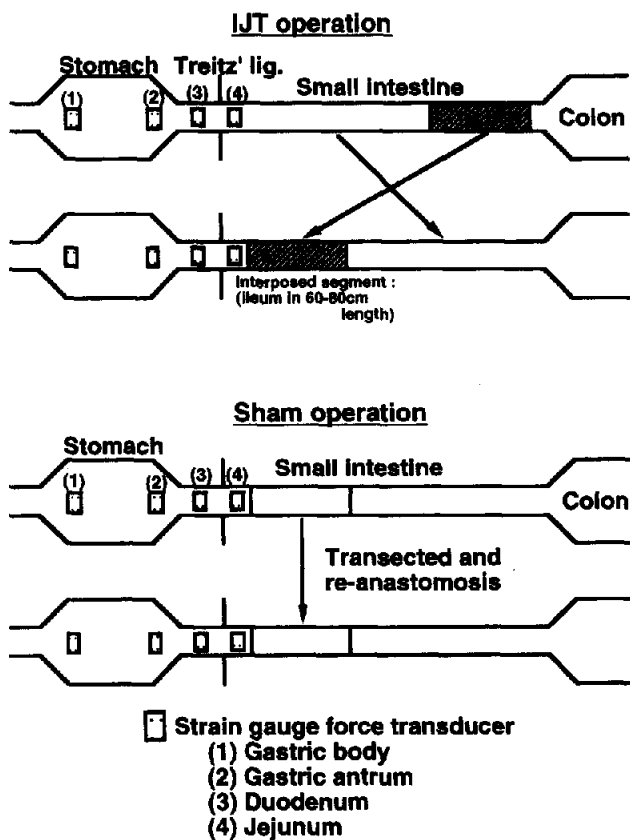 IJT operation
Stomach Treitz' lig.
Small intestine
(1) (2) (3) (4)
Colon
Interposed segment :
(ileum in 60-80cm
length)
Sham operation
Stomach
(1) (2) (3) (4) Small intestine
Colon
Transected and
re-anastomosis
Strain gauge force transducer
(1) Gastric body
(2) Gastric antrum
(3) Duodenum
(4) Jejunum